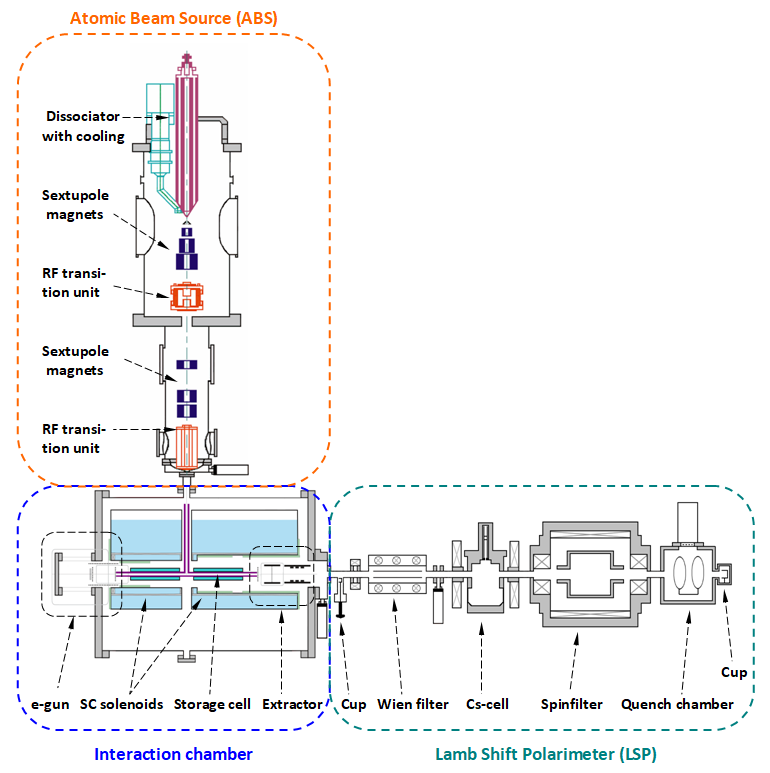 Atomic Beam Source (ABS)
Dissociator
with cooling
Sextupole
magnets
RF transi-
tion unit
Sextupole
magnets
RF transi-
tion unit
e-gun
SC solenoids
Storage cell
Extractor
Cup
Wien filter
Cs-cell
Spinfilter
Quench chamber
Cup
Interaction chamber
Lamb Shift Polarimeter (LSP)